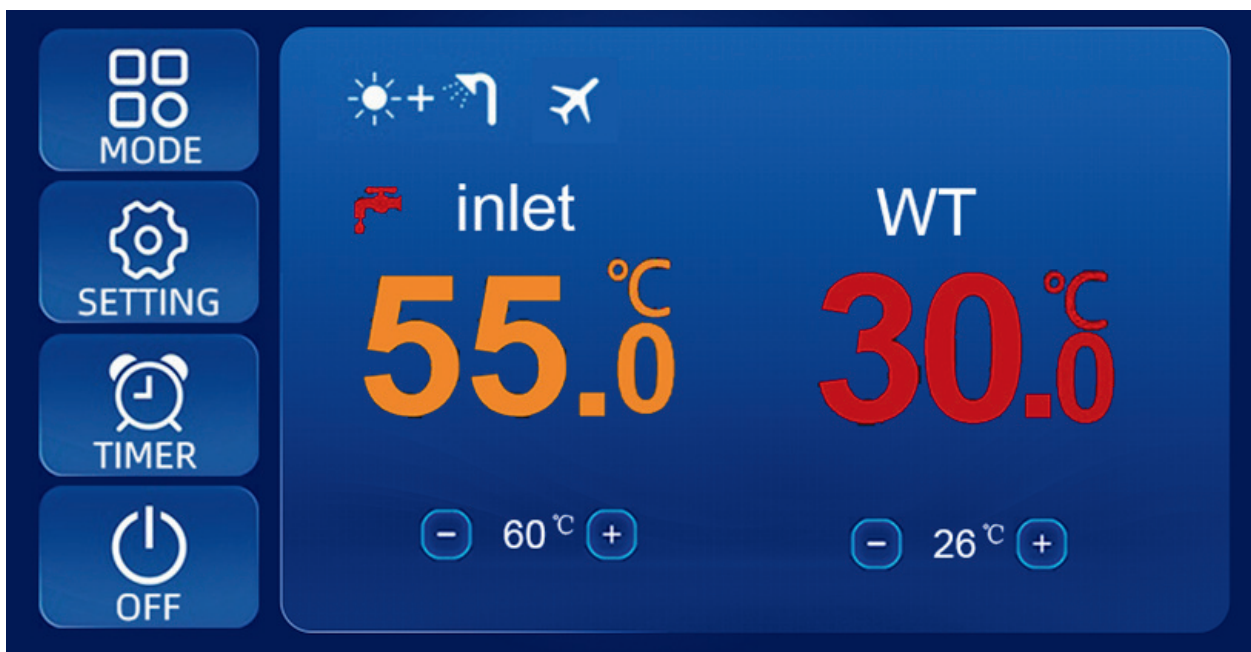 MODE
SETTING
TIMER
OFF
inlet
WT
55.0℃
30.0℃
- 60℃ +
- 26℃ +